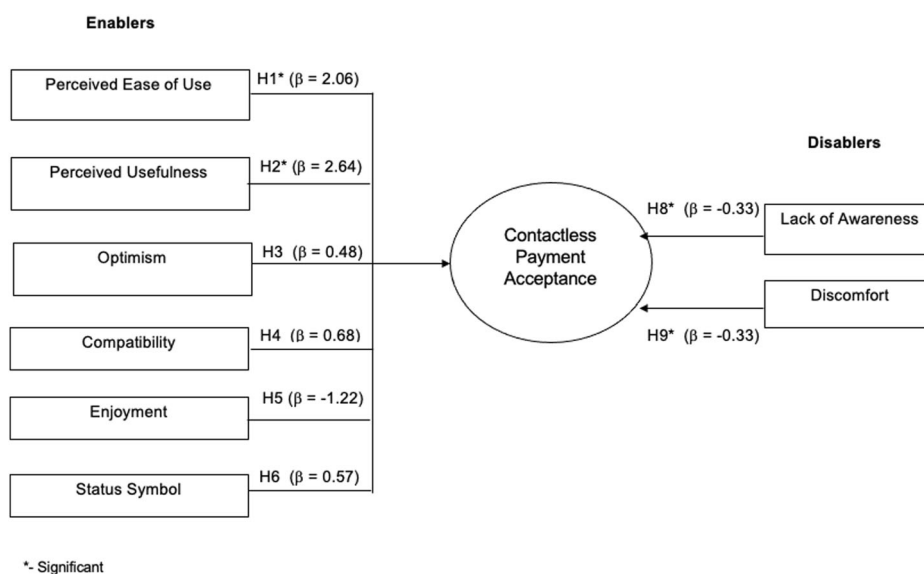 Enablers
Perceived Ease of Use
H1* (β = 2.06)
Perceived Usefulness
H2* (β = 2.64)
Optimism
H3 (β = 0.48)
Compatibility
H4 (β = 0.68)
Enjoyment
H5 (β = -1.22)
Status Symbol
H6 (β = 0.57)
Contactless
Payment
Acceptance
Disablers
H8* (β = -0.33)
Lack of Awareness
Discomfort
H9* (β = -0.33)
*- Significant